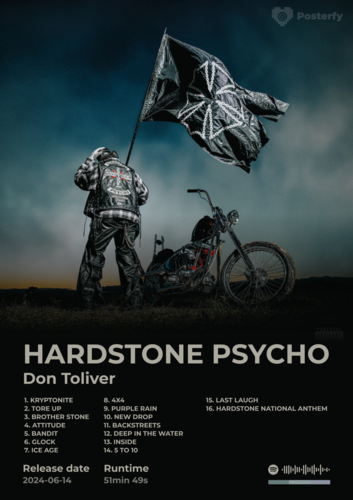 Posterfy
HARDSTONE PSYCHO
Don Toliver
1. KRYPTONITE
2. TORE UP
3. BROTHER STONE
4. ATTITUDE
5. BANDIT
6. GLOCK
7. ICE AGE
8. 4X4
9. PURPLE RAIN
10. NEW DROP
11. BACKSTREETS
12. DEEP IN THE WATER
13. INSIDE
14. 5 TO 10
15. LAST LAUGH
16. HARDSTONE NATIONAL ANTHEM
Release date
2024-06-14
Runtime
51min 49s